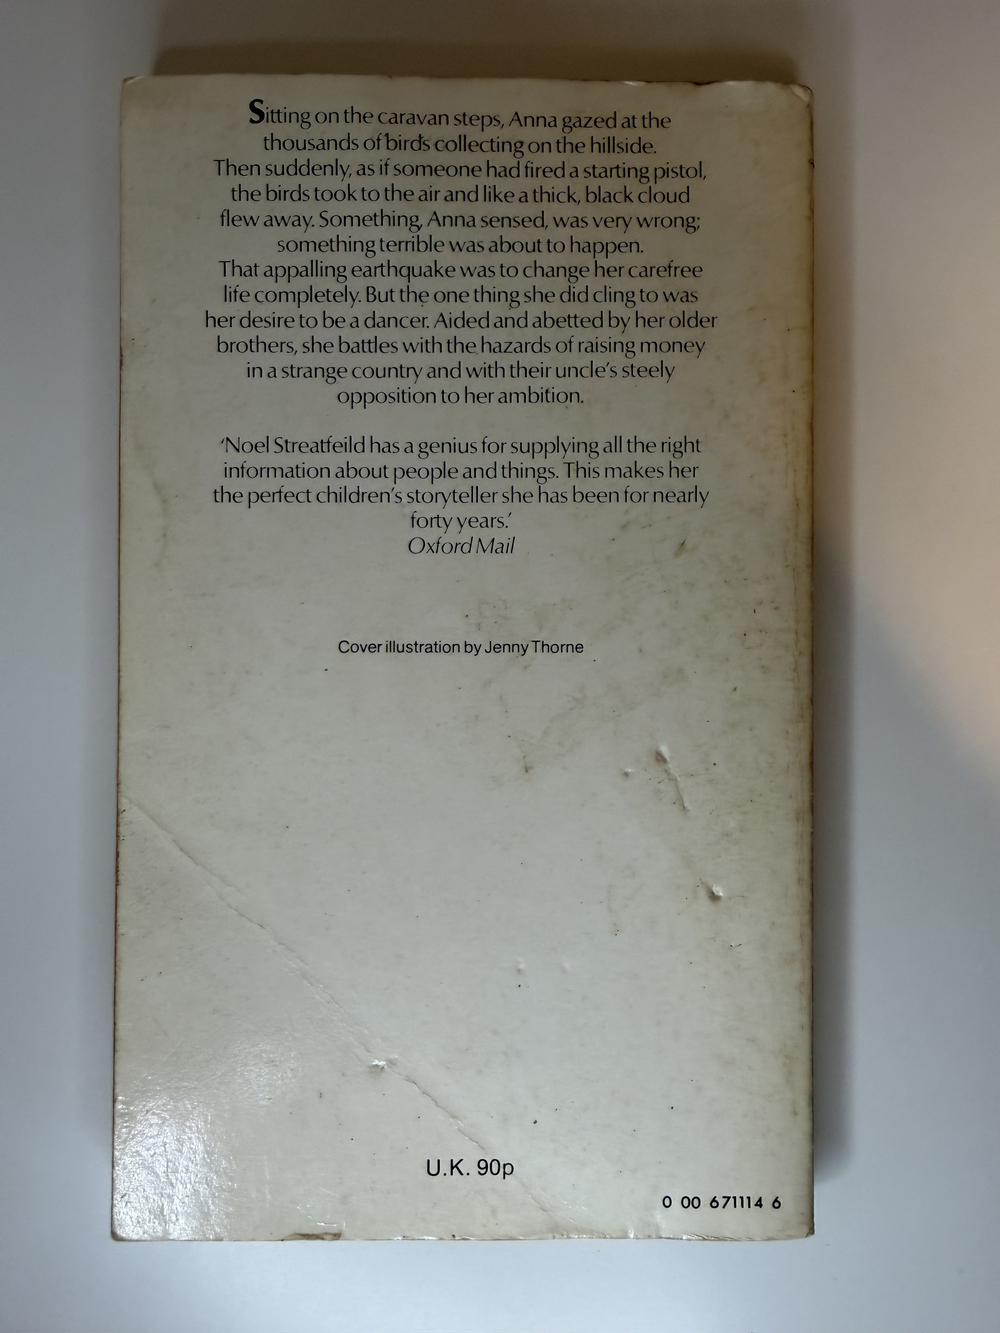 Sitting on the caravan steps, Anna gazed at the
thousands of birds collecting on the hillside.
Then suddenly, as if someone had fired a starting pistol,
the birds took to the air and like a thick, black cloud
flew away. Something, Anna sensed, was very wrong;
something terrible was about to happen.
That appalling earthquake was to change her carefree
life completely. But the one thing she did cling to was
her desire to be a dancer. Aided and abetted by her older
brothers, she battles with the hazards of raising money
in a strange country and with their uncle's steely
opposition to her ambition.
'Noel Streatfeild has a genius for supplying all the right
information about people and things. This makes her
the perfect children's storyteller she has been for nearly
forty years.'
Oxford Mail
Cover illustration by Jenny Thorne
U.K. 90p
0 00 671114 6